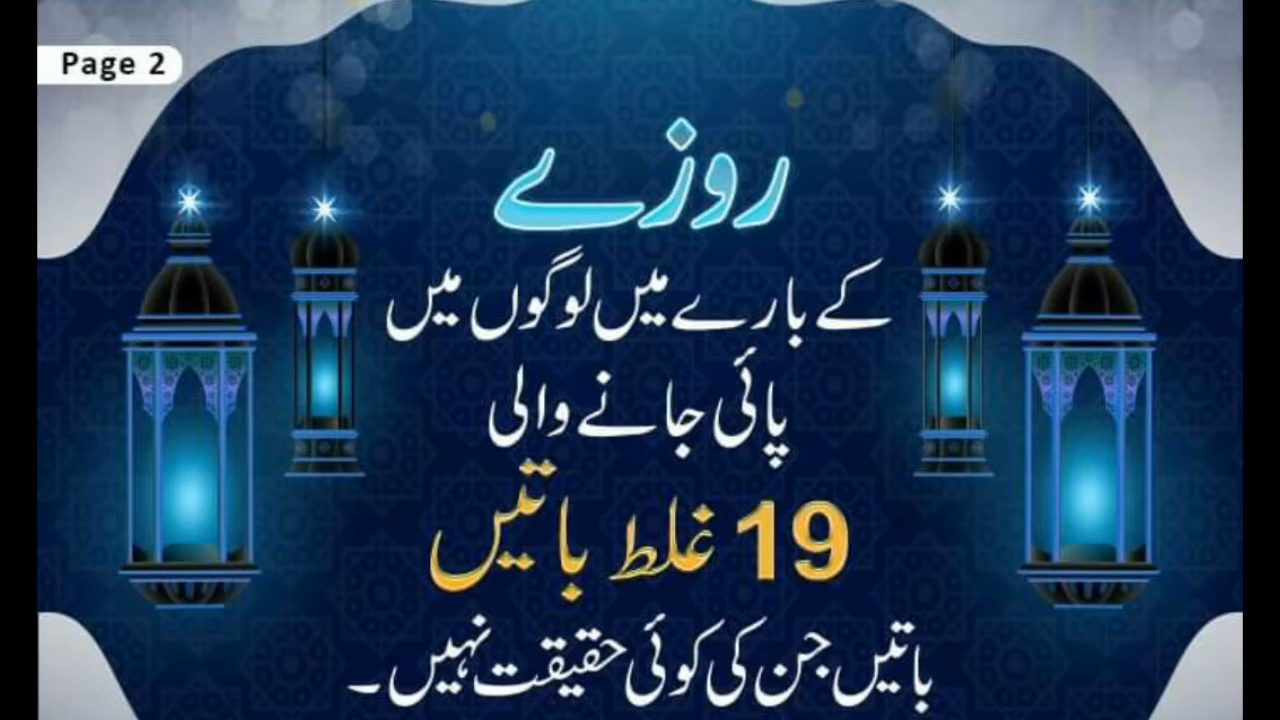 Page 2
روزے
کے بارے میں لوگوں میں
پائی جانے والی
19 غلط باتیں
باتیں جن کی کوئی حقیقت نہیں۔